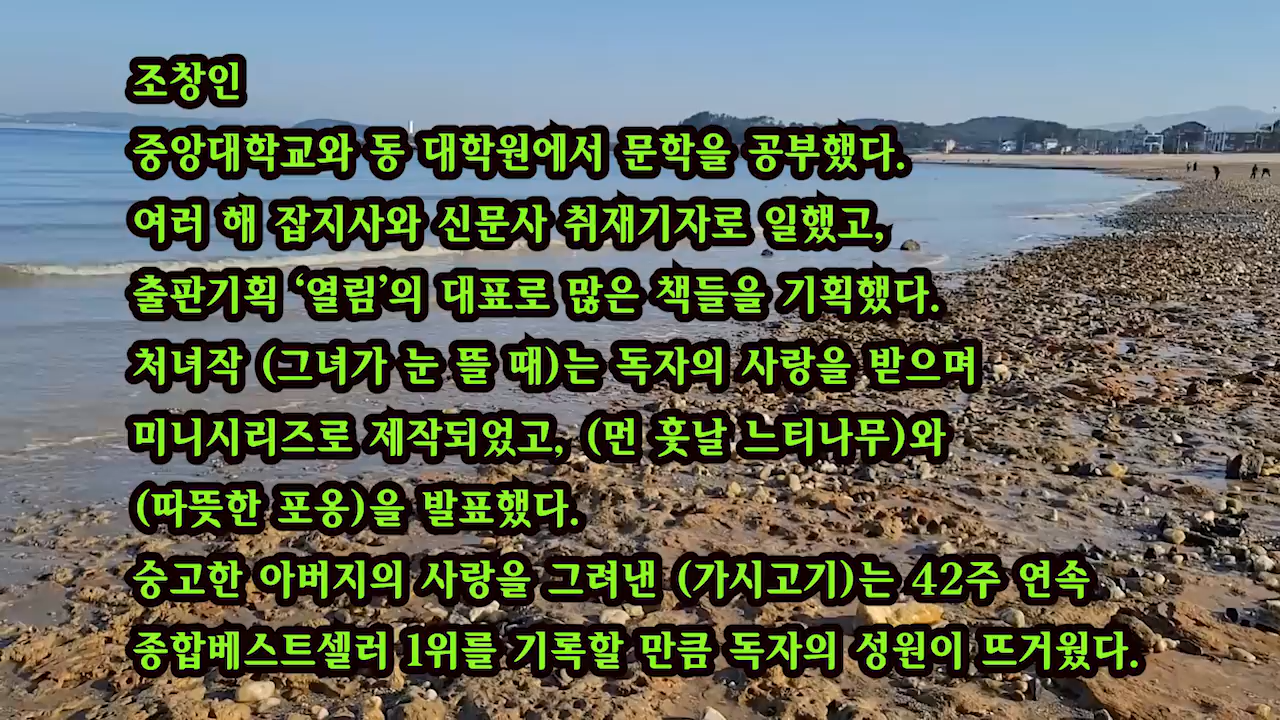 조창인
중앙대학교와 동 대학원에서 문학을 공부했다.
여러 해 잡지사와 신문사 취재기자로 일했고,
출판기획 ‘열림’의 대표로 많은 책들을 기획했다.
처녀작 (그녀가 눈 뜰 때)는 독자의 사랑을 받으며
미니시리즈로 제작되었고, (먼 훗날 느티나무)와
(따뜻한 포옹)을 발표했다.
숭고한 아버지의 사랑을 그려낸 (가시고기)는 42주 연속
종합베스트셀러 1위를 기록할 만큼 독자의 성원이 뜨거웠다.